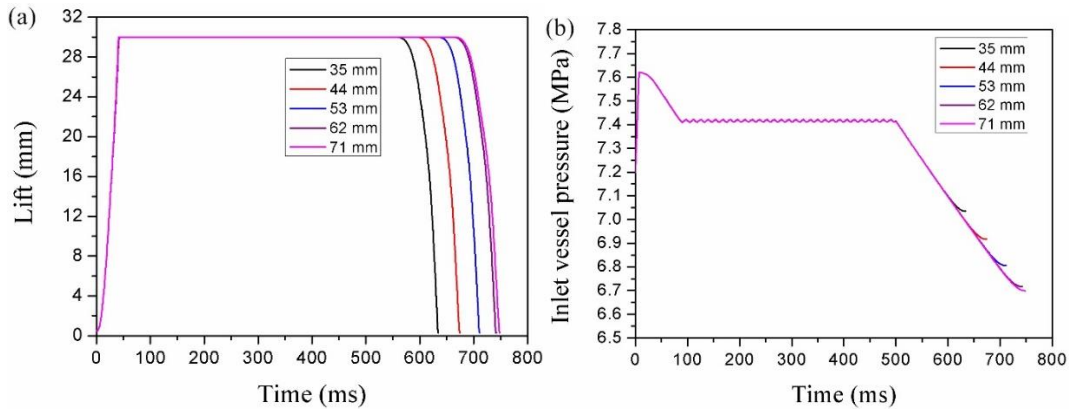 (a)
Lift (mm)
32
28
24
20
16
12
8
4
0
35 mm
44 mm
53 mm
62 mm
71 mm
0 100 200 300 400 500 600 700 800
Time (ms)
(b)
Inlet vessel pressure (MPa)
7.8
7.7
7.6
7.5
7.4
7.3
7.2
7.1
7.0
6.9
6.8
6.7
6.6
6.5
35 mm
44 mm
53 mm
62 mm
71 mm
0 100 200 300 400 500 600 700 800
Time (ms)